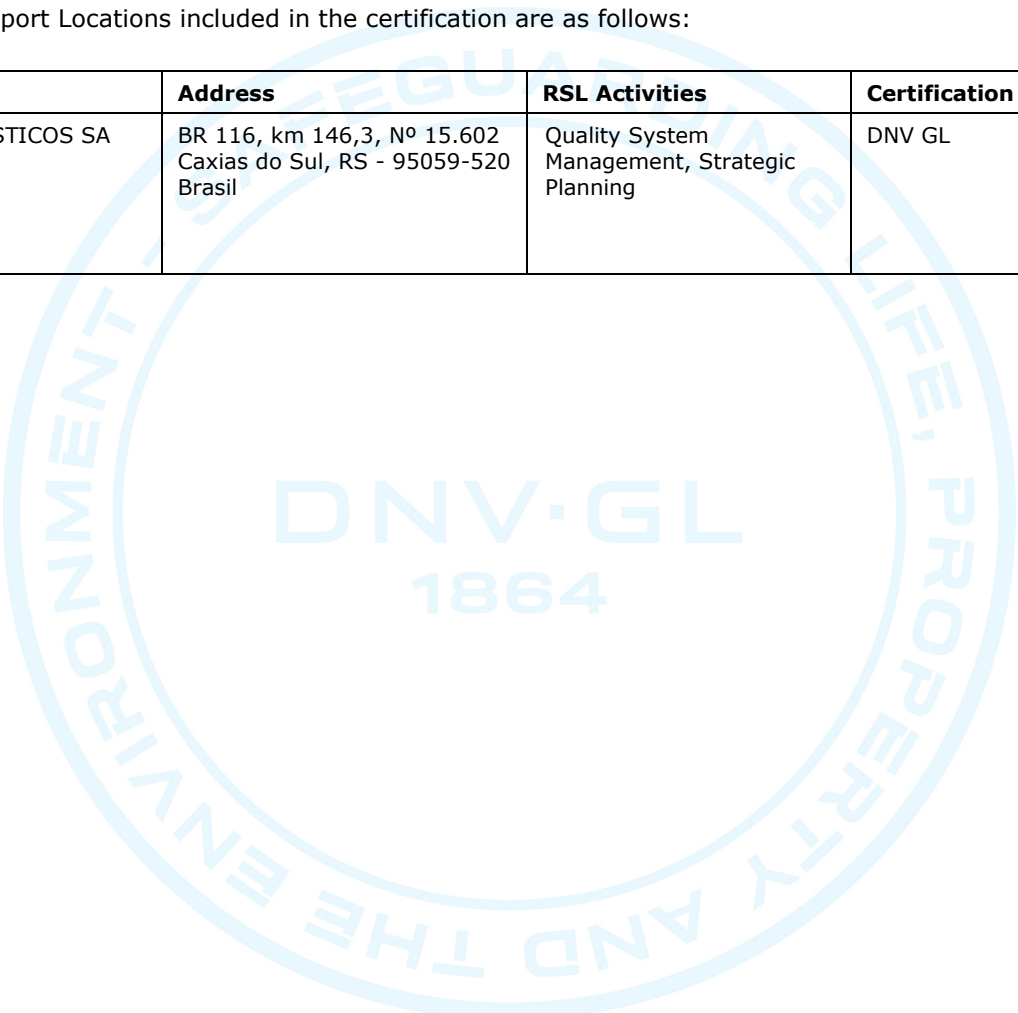 port Locations included in the certification are as follows:
Address RSL Activities Certification
STICOS SA BR 116, km 146,3, Nº 15.602 Quality System DNV GL
Caxias do Sul, RS - 95059-520 Management, Strategic
Brasil Planning
SAFEGUARDING LIFE, PROPERTY AND THE ENVIRONMENT -
DNV·GL
1864